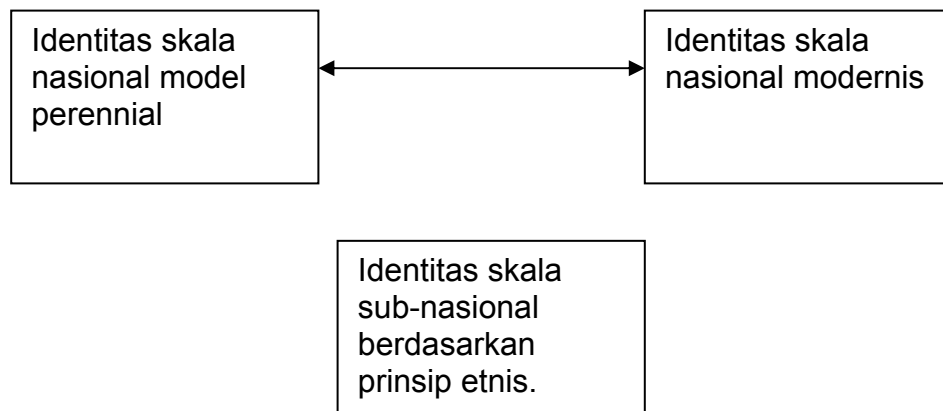 Identitas skala
nasional model
perennial
Identitas skala
nasional modernis
Identitas skala
sub-nasional
berdasarkan
prinsip etnis.